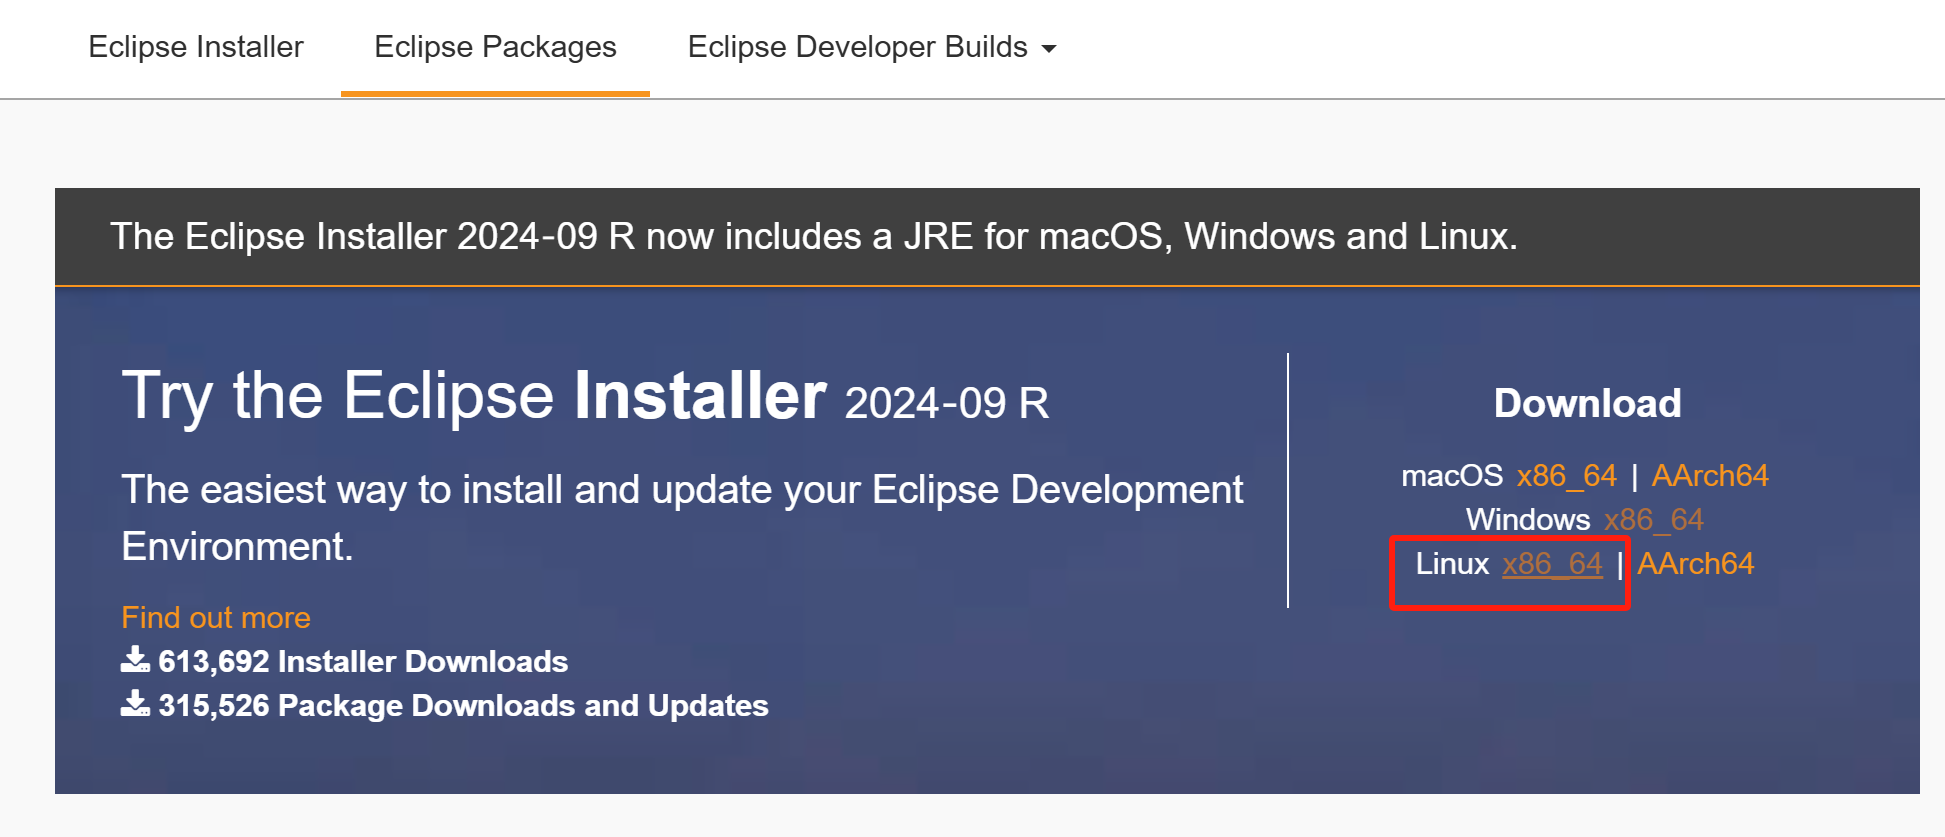 Eclipse Installer Eclipse Packages Eclipse Developer Builds
The Eclipse Installer 2024-09 R now includes a JRE for macOS, Windows and Linux.
Try the Eclipse Installer 2024-09 R
The easiest way to install and update your Eclipse Development
Environment.
Find out more
613,692 Installer Downloads
315,526 Package Downloads and Updates
Download
macOS x86_64 | AArch64
Windows x86_64
Linux x86_64 | AArch64